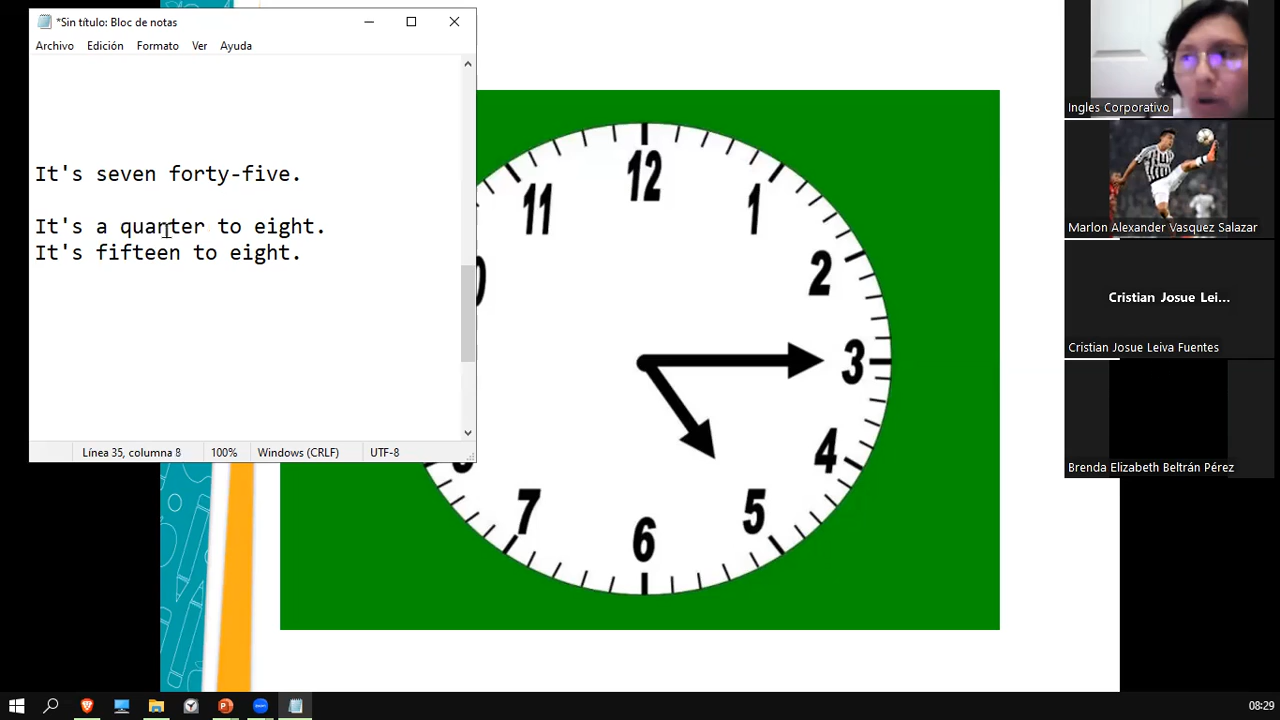 *Sin título: Bloc de notas
Archivo Edición Formato Ver Ayuda
It's seven forty-five.
It's a quarter to eight.
It's fifteen to eight.
Línea 35, columna 8 100% Windows (CRLF) UTF-8
12
1
2
3
4
5
6
7
11
Ingles Corporativo
Marlon Alexander Vasquez Salazar
Cristian Josue Lei...
Cristian Josue Leiva Fuentes
Brenda Elizabeth Beltrán Pérez
08:29